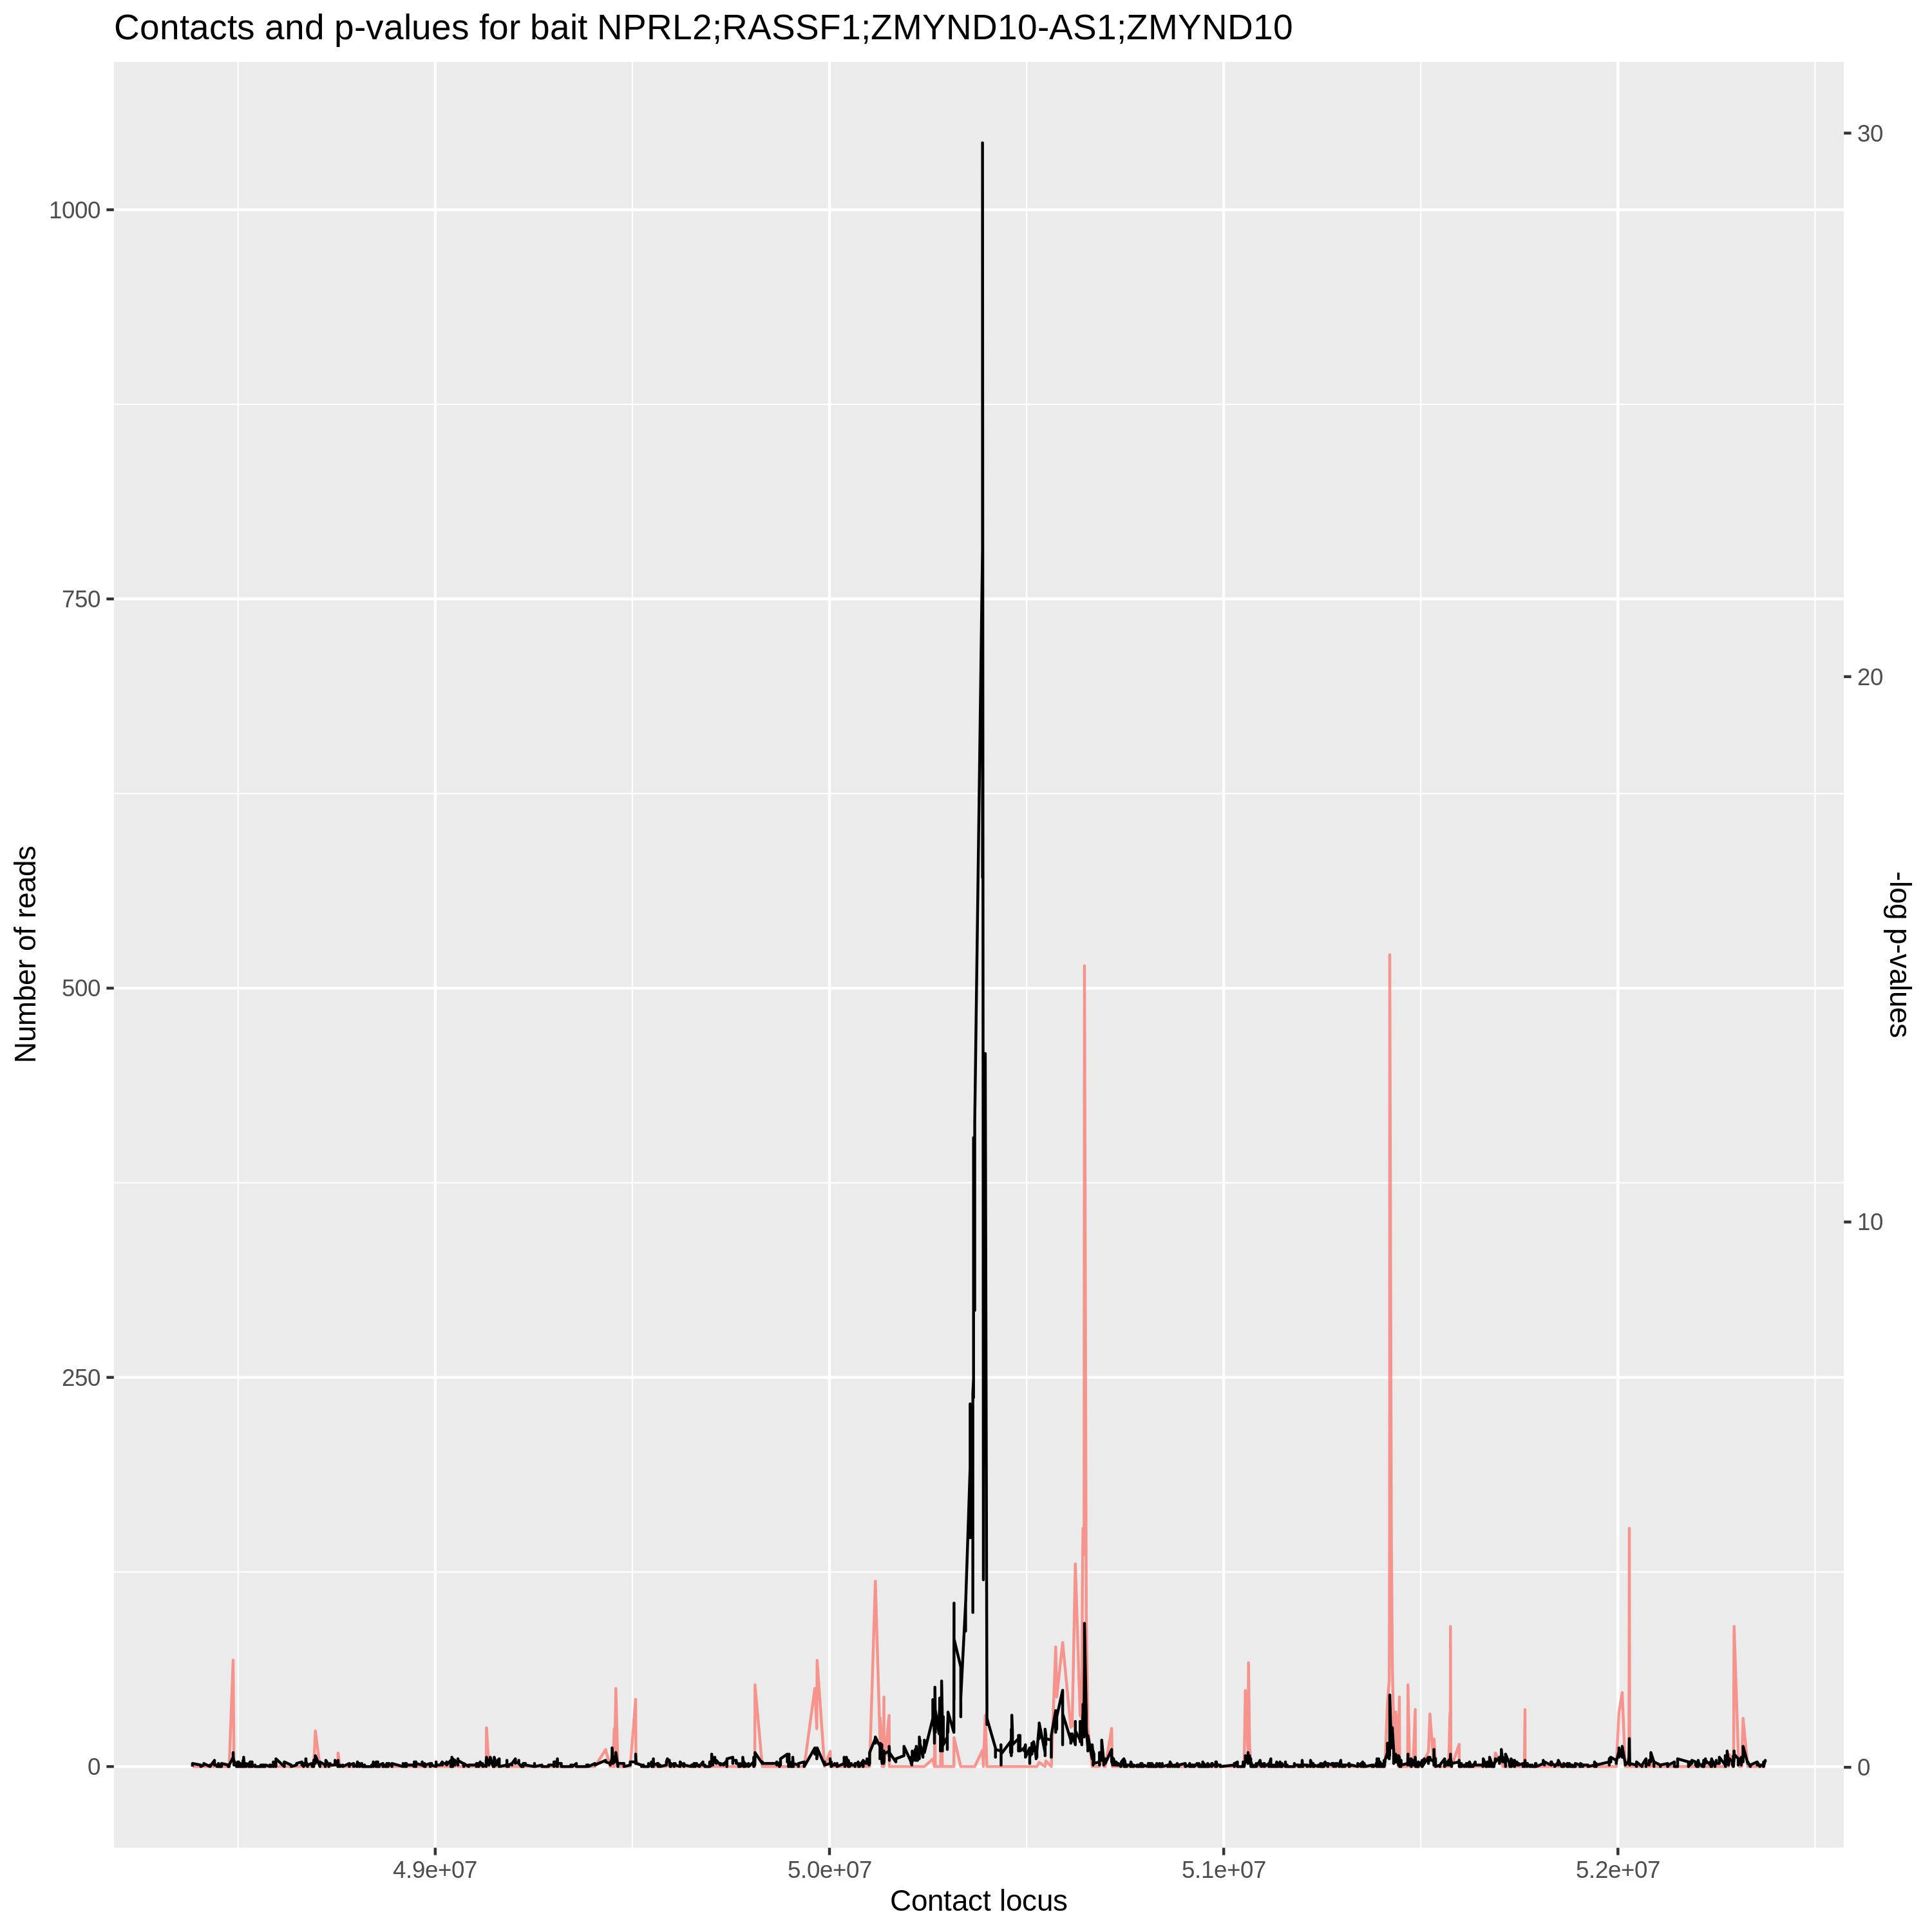 Contacts and p-values for bait NPRL2;RASSF1;ZMYND10-AS1;ZMYND10
30
1000
750
20
Number of reads
-log p-values
500
10
250
0
0
4.9e+07
5.0e+07
5.1e+07
5.2e+07
Contact locus